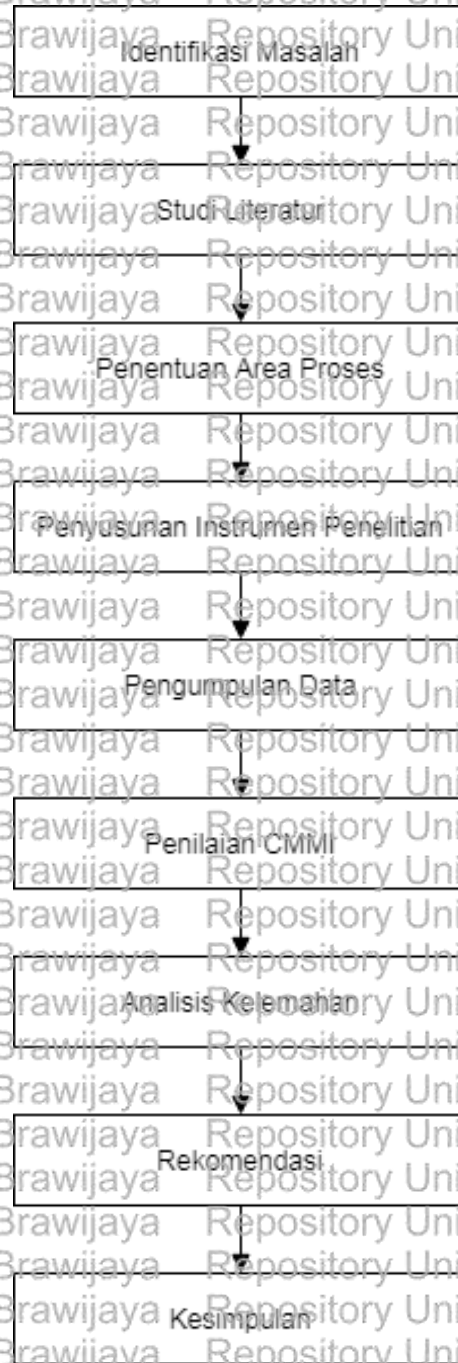 Identifikasi Masalah
Studi Literatur
Penentuan Area Proses
Penyusunan Instrumen Penelitian
Pengumpulan Data
Penilaian CMMI
Analisis Kelemahan
Rekomendasi
Kesimpulan